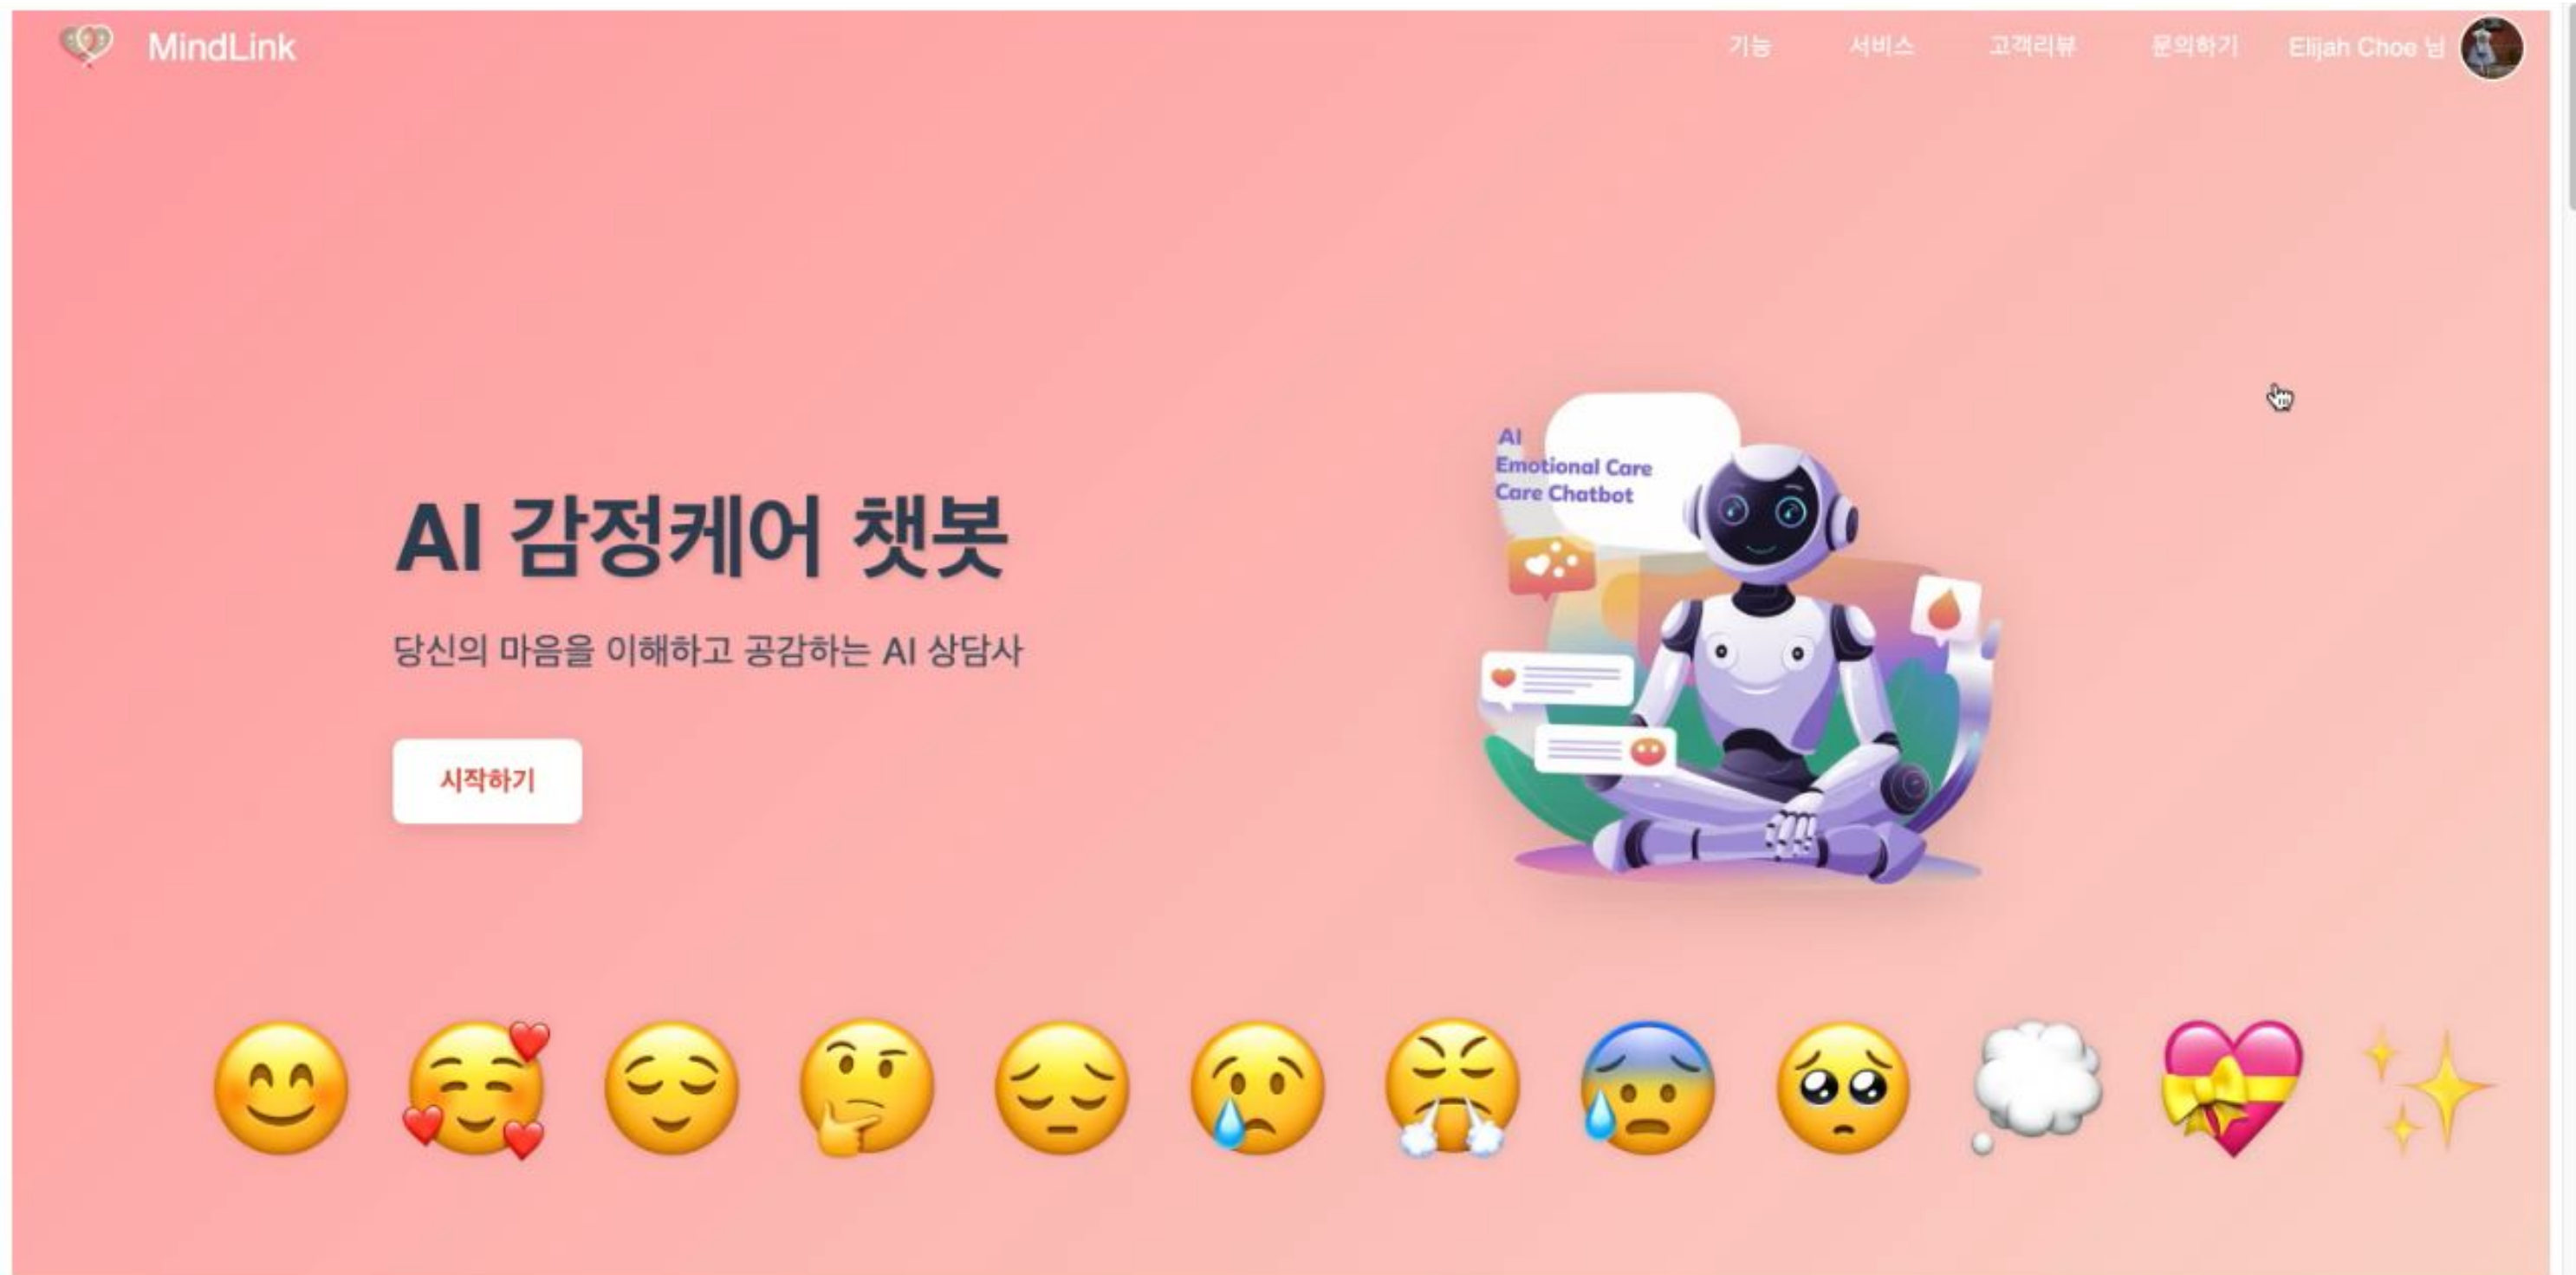 MindLink
기능 서비스 고객리뷰 문의하기 Elijah Choe 님
AI 감정케어 챗봇
당신의 마음을 이해하고 공감하는 AI 상담사
시작하기
AI
Emotional Care
Care Chatbot